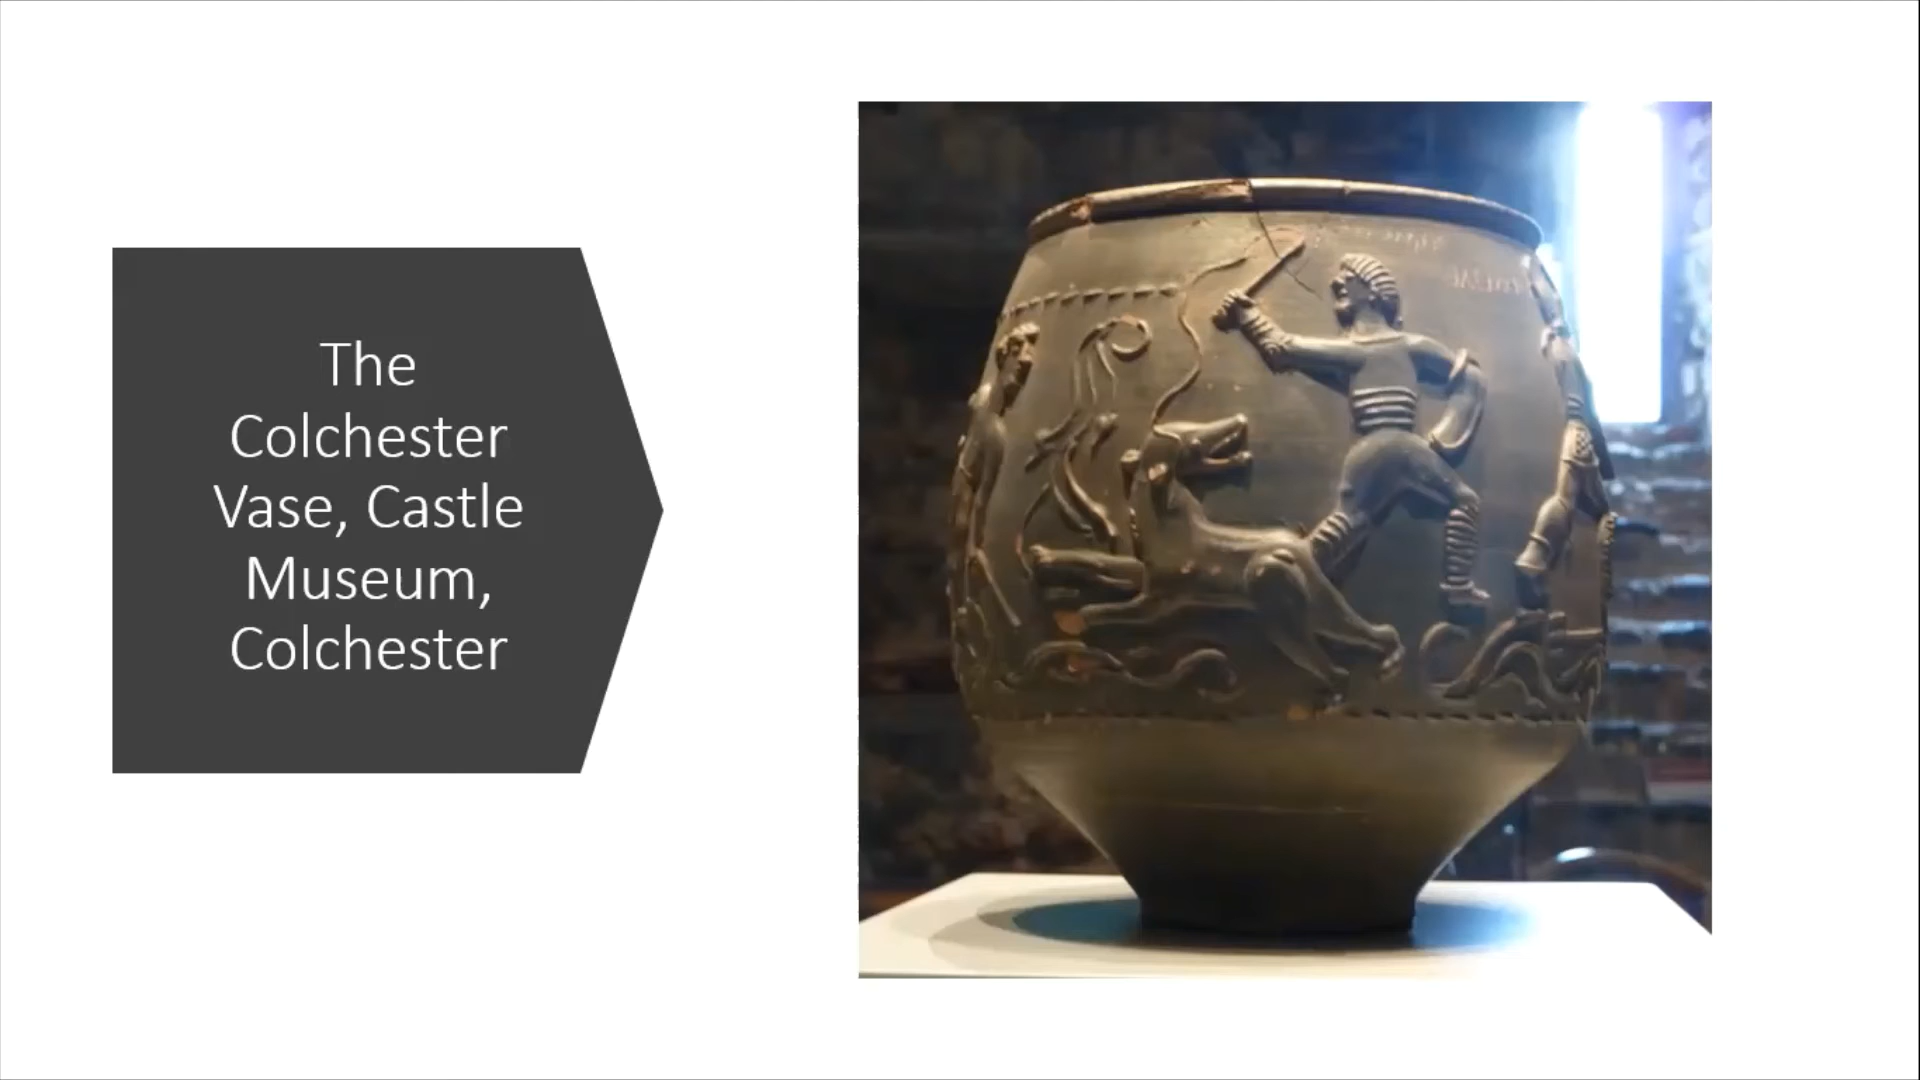 The
Colchester
Vase, Castle
Museum,
Colchester